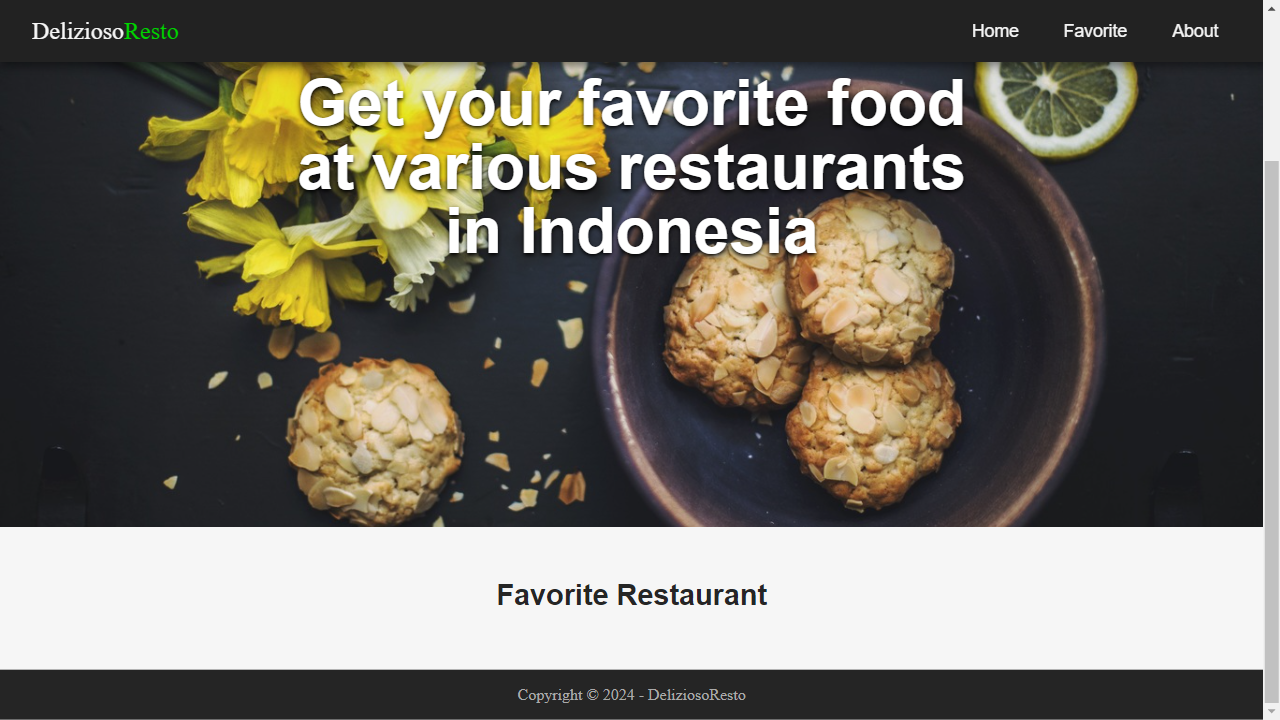 DeliziosoResto
Home
Favorite
About
Get your favorite food
at various restaurants
in Indonesia
Favorite Restaurant
Copyright © 2024 - DeliziosoResto